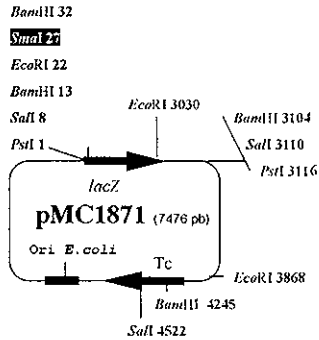 BamHI 32
SmaI 27
EcoRI 22
BamHI 13
SalI 8
PstI 1
EcoRI 3030
BamHI 3104
SalI 3110
PstI 3116
lacZ
pMC1871 (7476 pb)
Ori E.coli
Tc
EcoRI 3868
BamHI 4245
SalI 4522